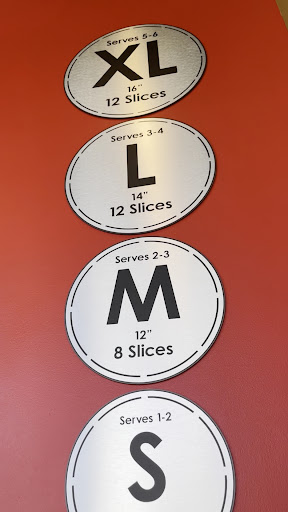 Serves 5-6
XL
16"
12 Slices
Serves 3-4
L
14"
12 Slices
Serves 2-3
M
12"
8 Slices
Serves 1-2
S